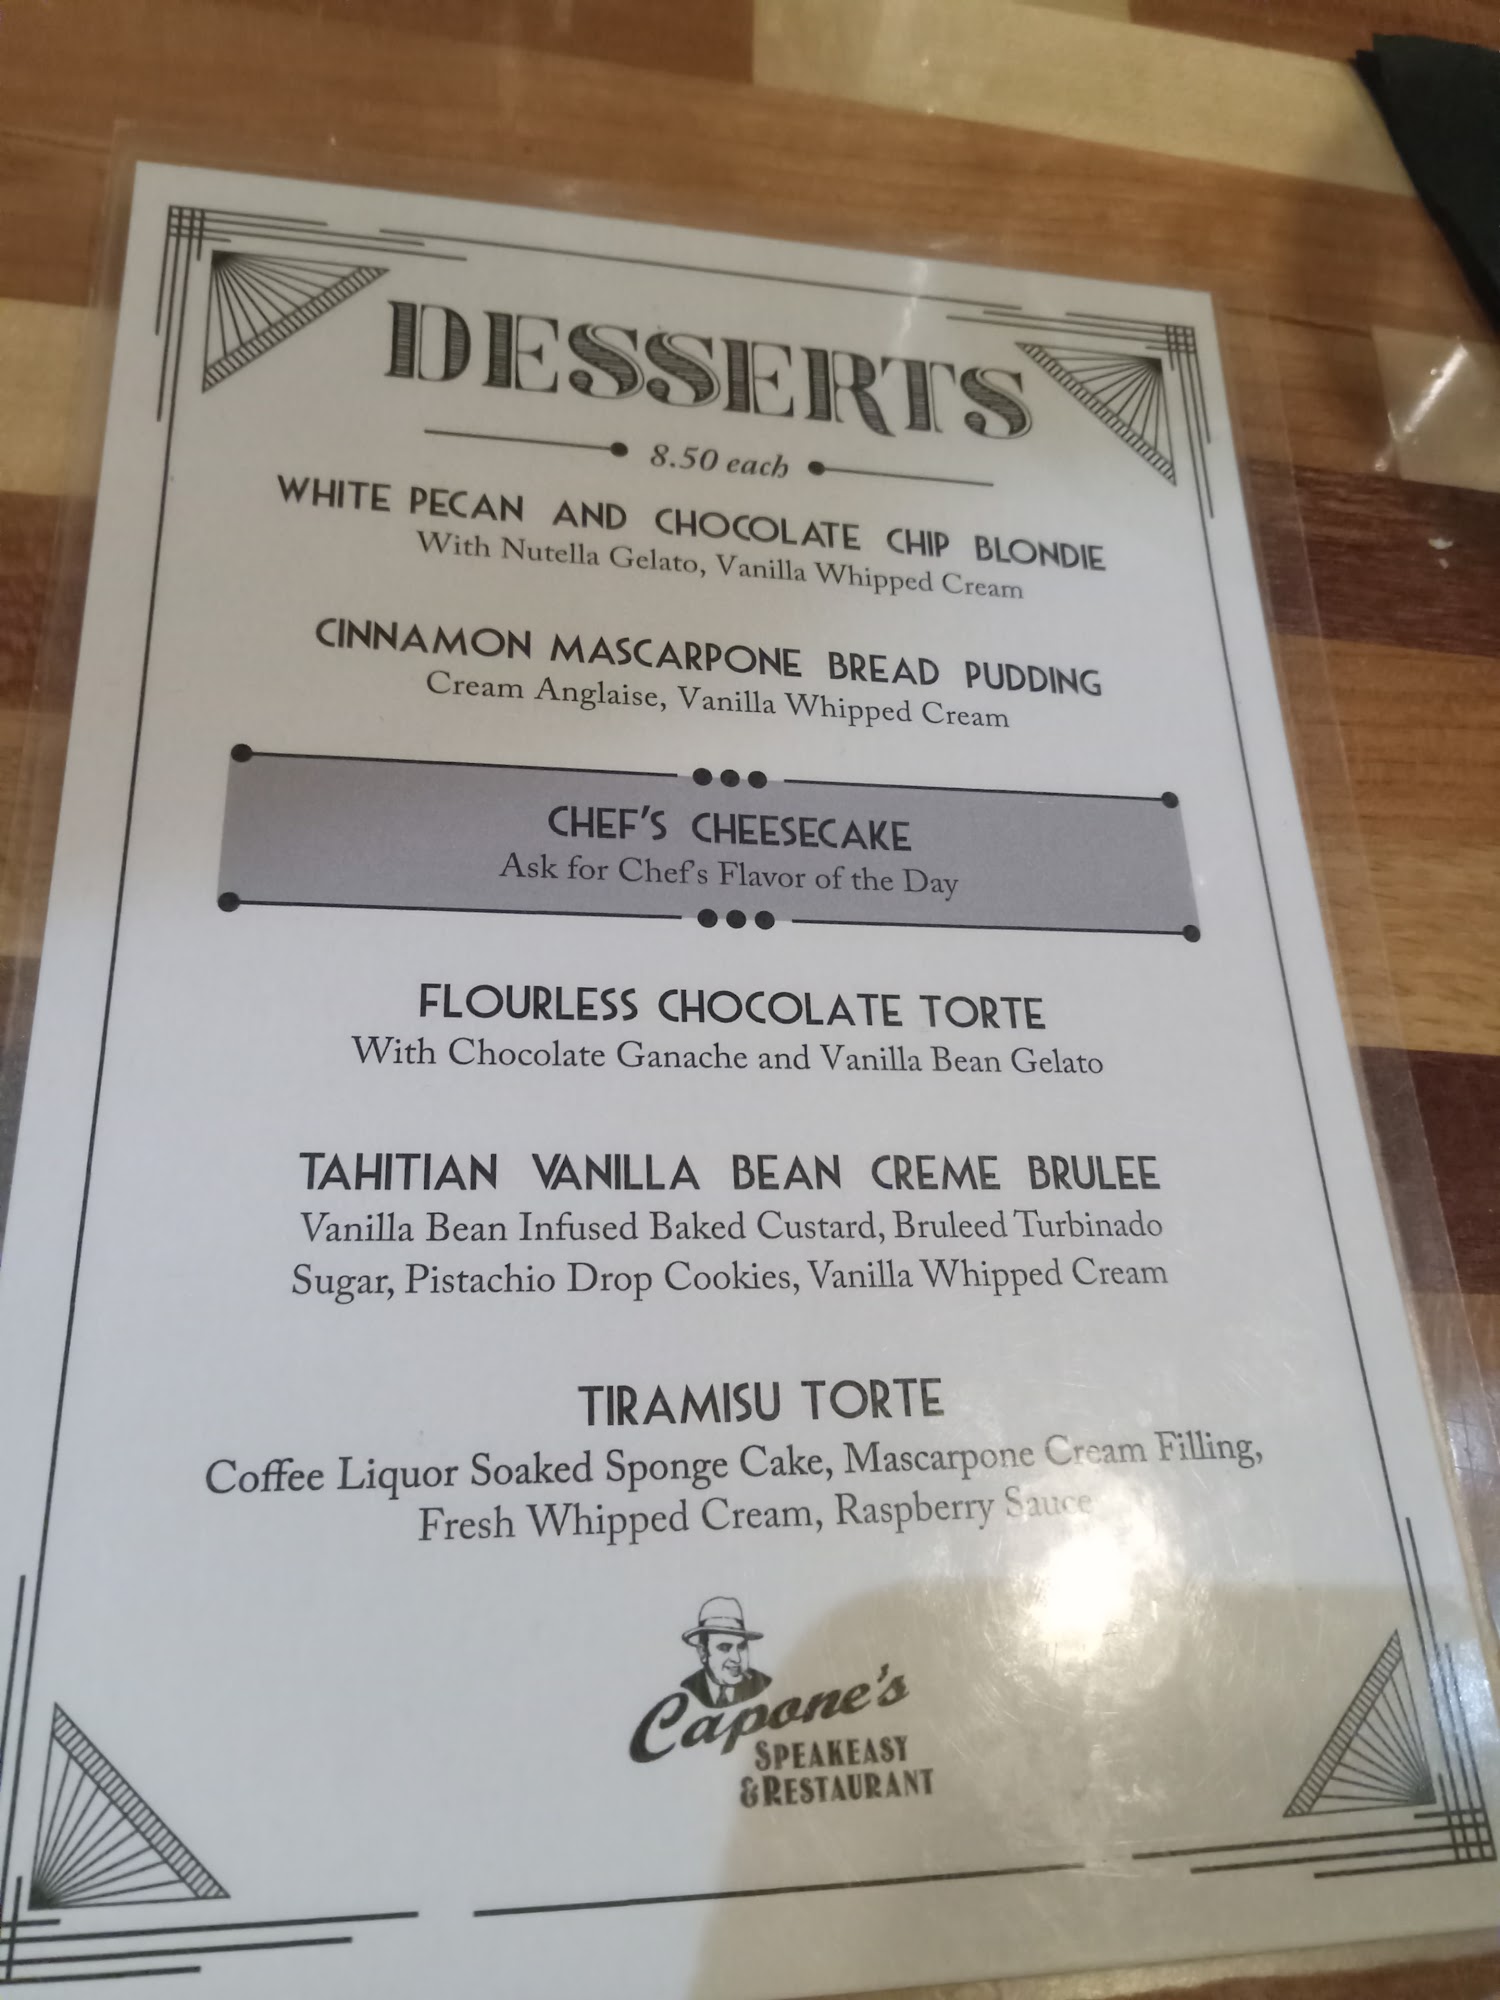 DESSERTS
8.50 each
WHITE PECAN AND CHOCOLATE CHIP BLONDIE
With Nutella Gelato, Vanilla Whipped Cream
CINNAMON MASCARPONE BREAD PUDDING
Cream Anglaise, Vanilla Whipped Cream
CHEF'S CHEESECAKE
Ask for Chef's Flavor of the Day
FLOURLESS CHOCOLATE TORTE
With Chocolate Ganache and Vanilla Bean Gelato
TAHITIAN VANILLA BEAN CREME BRULEE
Vanilla Bean Infused Baked Custard, Bruleed Turbinado
Sugar, Pistachio Drop Cookies, Vanilla Whipped Cream
TIRAMISU TORTE
Coffee Liquor Soaked Sponge Cake, Mascarpone Cream Filling,
Fresh Whipped Cream, Raspberry Sauce
Capone's
SPEAKEASY
&RESTAURANT